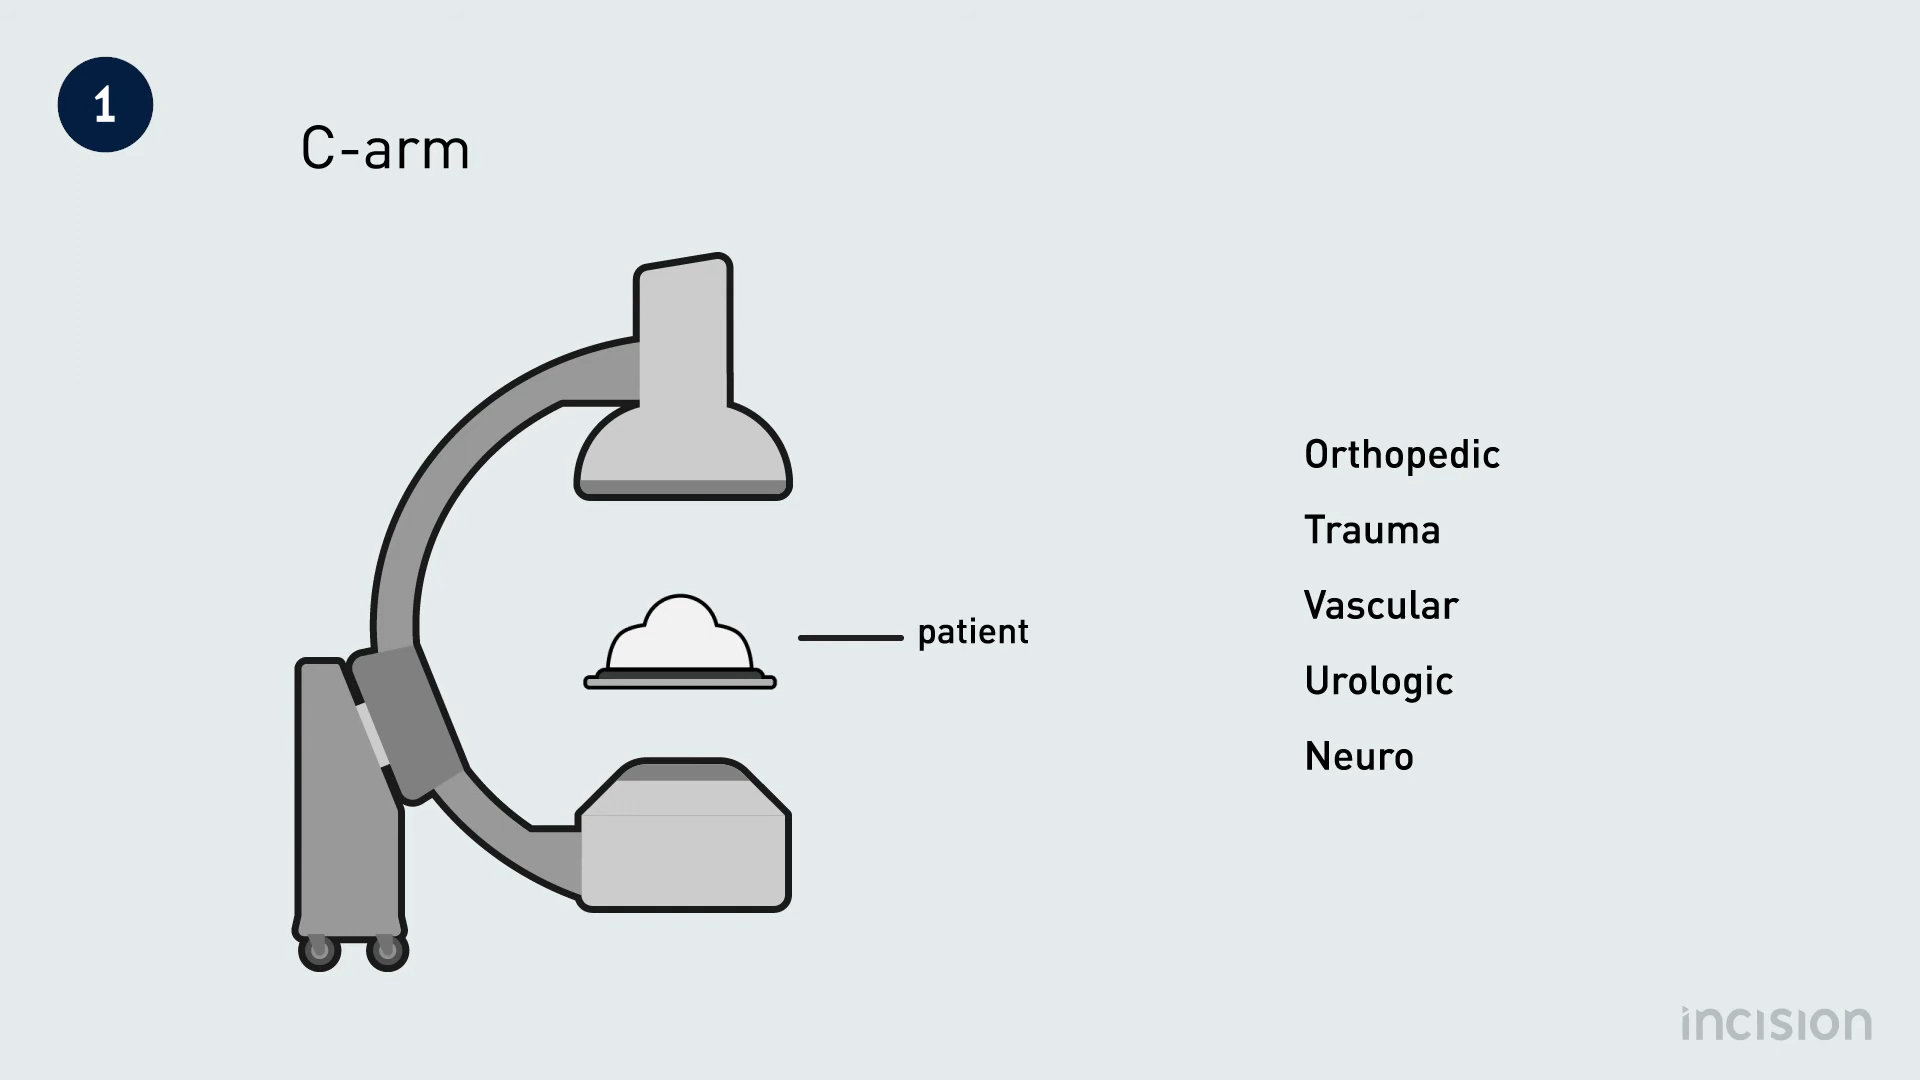 1
C-arm
patient
Orthopedic
Trauma
Vascular
Urologic
Neuro
incision